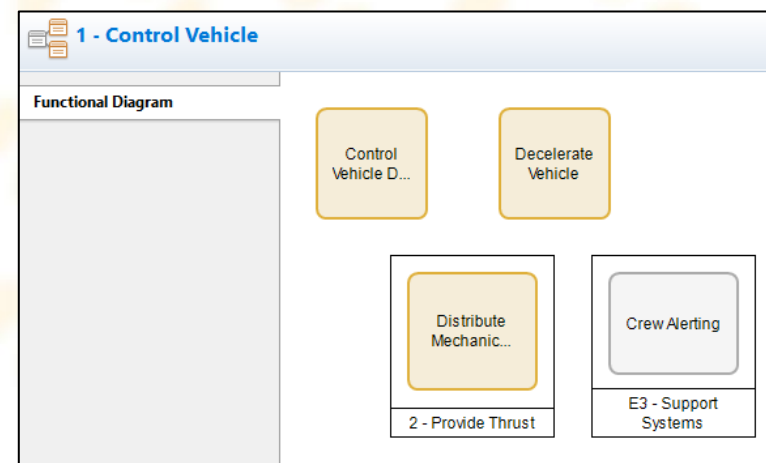 1 - Control Vehicle
Functional Diagram
Control
Vehicle D...
Decelerate
Vehicle
Distribute
Mechanic...
2 - Provide Thrust
Crew Alerting
E3 - Support
Systems